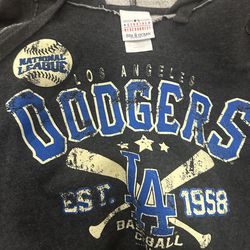 NATIONAL
LEAGUE
LOS ANGELES
DODGERS
EST. 1958
LA
BASEBALL